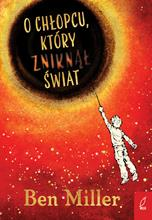 O CHŁOPCU,
KTÓRY
ZNIKNĄŁ
ŚWIAT
Ben Miller